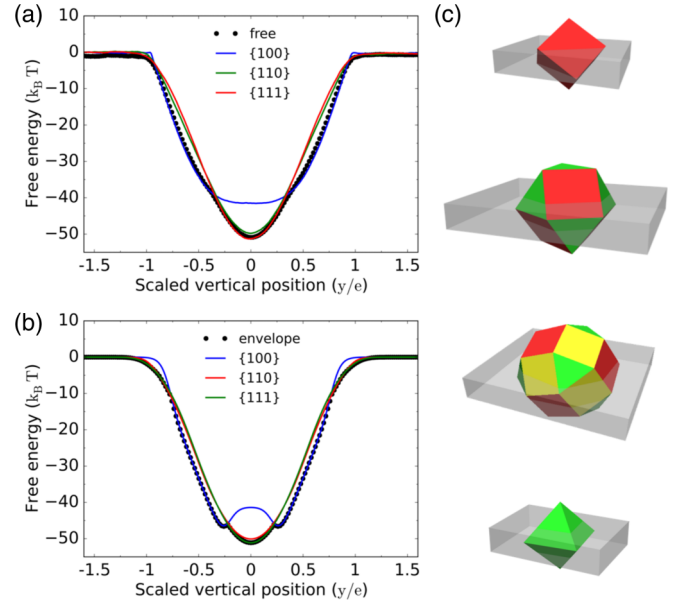 (a)
10
0
−10
−20
−30
−40
−50
Free energy (k_B T)
free
{100}
{110}
{111}
-1.5 -1 -0.5 0 0.5 1 1.5
Scaled vertical position (y/e)
(b)
10
0
−10
−20
−30
−40
−50
Free energy (k_B T)
envelope
{100}
{110}
{111}
-1.5 -1 -0.5 0 0.5 1 1.5
Scaled vertical position (y/e)
(c)